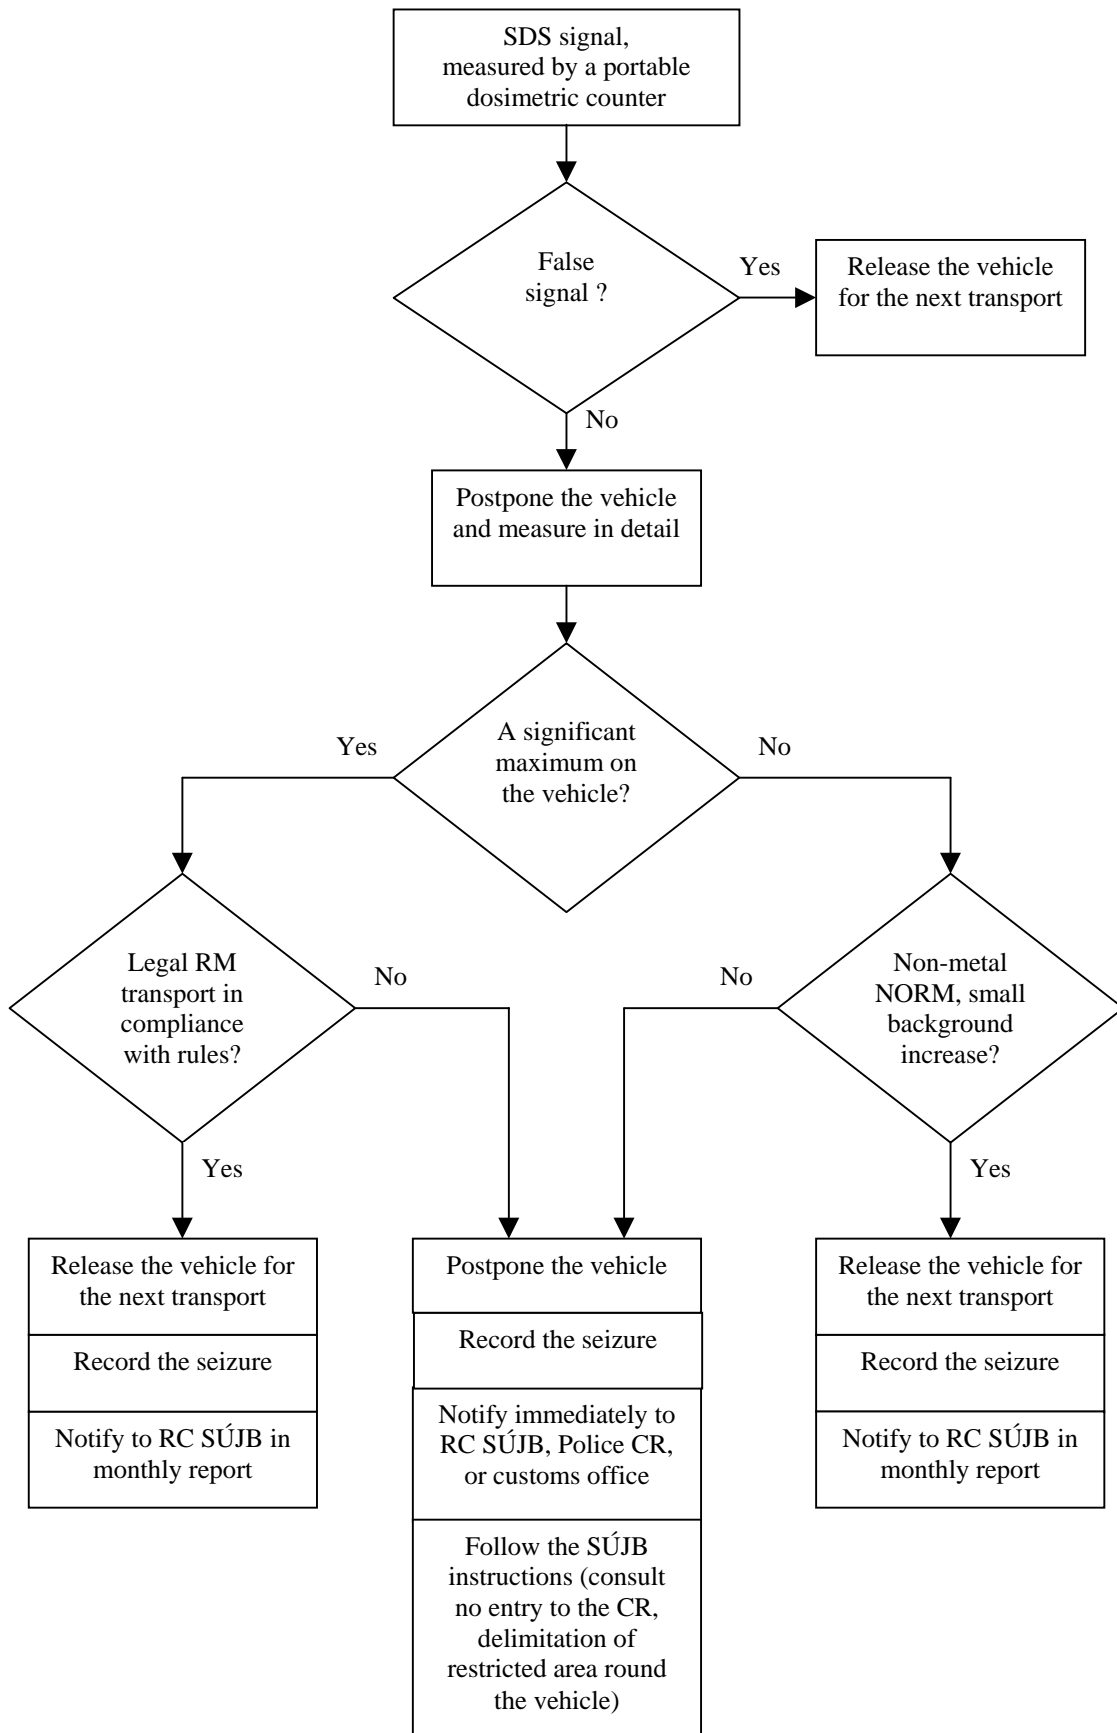 SDS signal,
measured by a portable
dosimetric counter
False
signal ?
Yes
Release the vehicle
for the next transport
No
Postpone the vehicle
and measure in detail
A significant
maximum on
the vehicle?
Yes
No
Legal RM
transport in
compliance
with rules?
No
No
Non-metal
NORM, small
background
increase?
Yes
Yes
Release the vehicle for
the next transport
Record the seizure
Notify to RC SÚJB in
monthly report
Postpone the vehicle
Record the seizure
Notify immediately to
RC SÚJB, Police CR,
or customs office
Follow the SÚJB
instructions (consult
no entry to the CR,
delimitation of
restricted area round
the vehicle)
Release the vehicle for
the next transport
Record the seizure
Notify to RC SÚJB in
monthly report